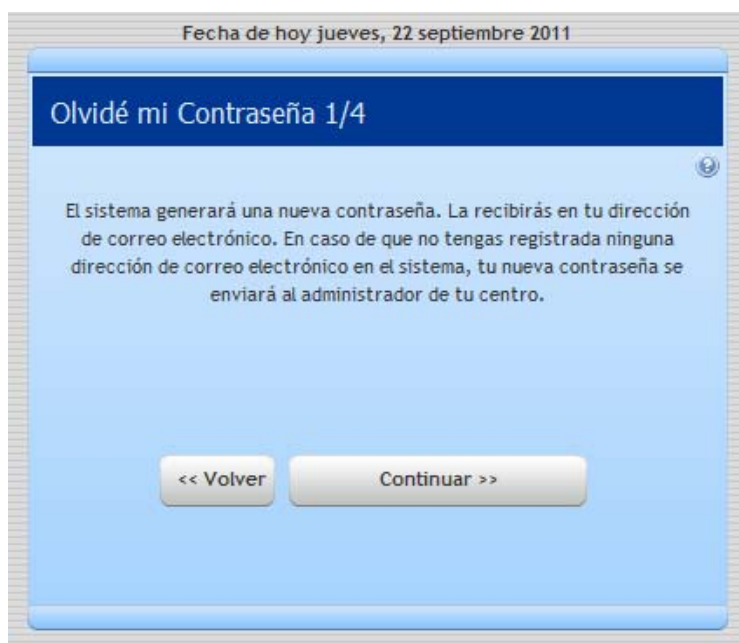 Fecha de hoy jueves, 22 septiembre 2011
Olvidé mi Contraseña 1/4
El sistema generará una nueva contraseña. La recibirás en tu dirección
de correo electrónico. En caso de que no tengas registrada ninguna
dirección de correo electrónico en el sistema, tu nueva contraseña se
enviará al administrador de tu centro.
<< Volver
Continuar >>